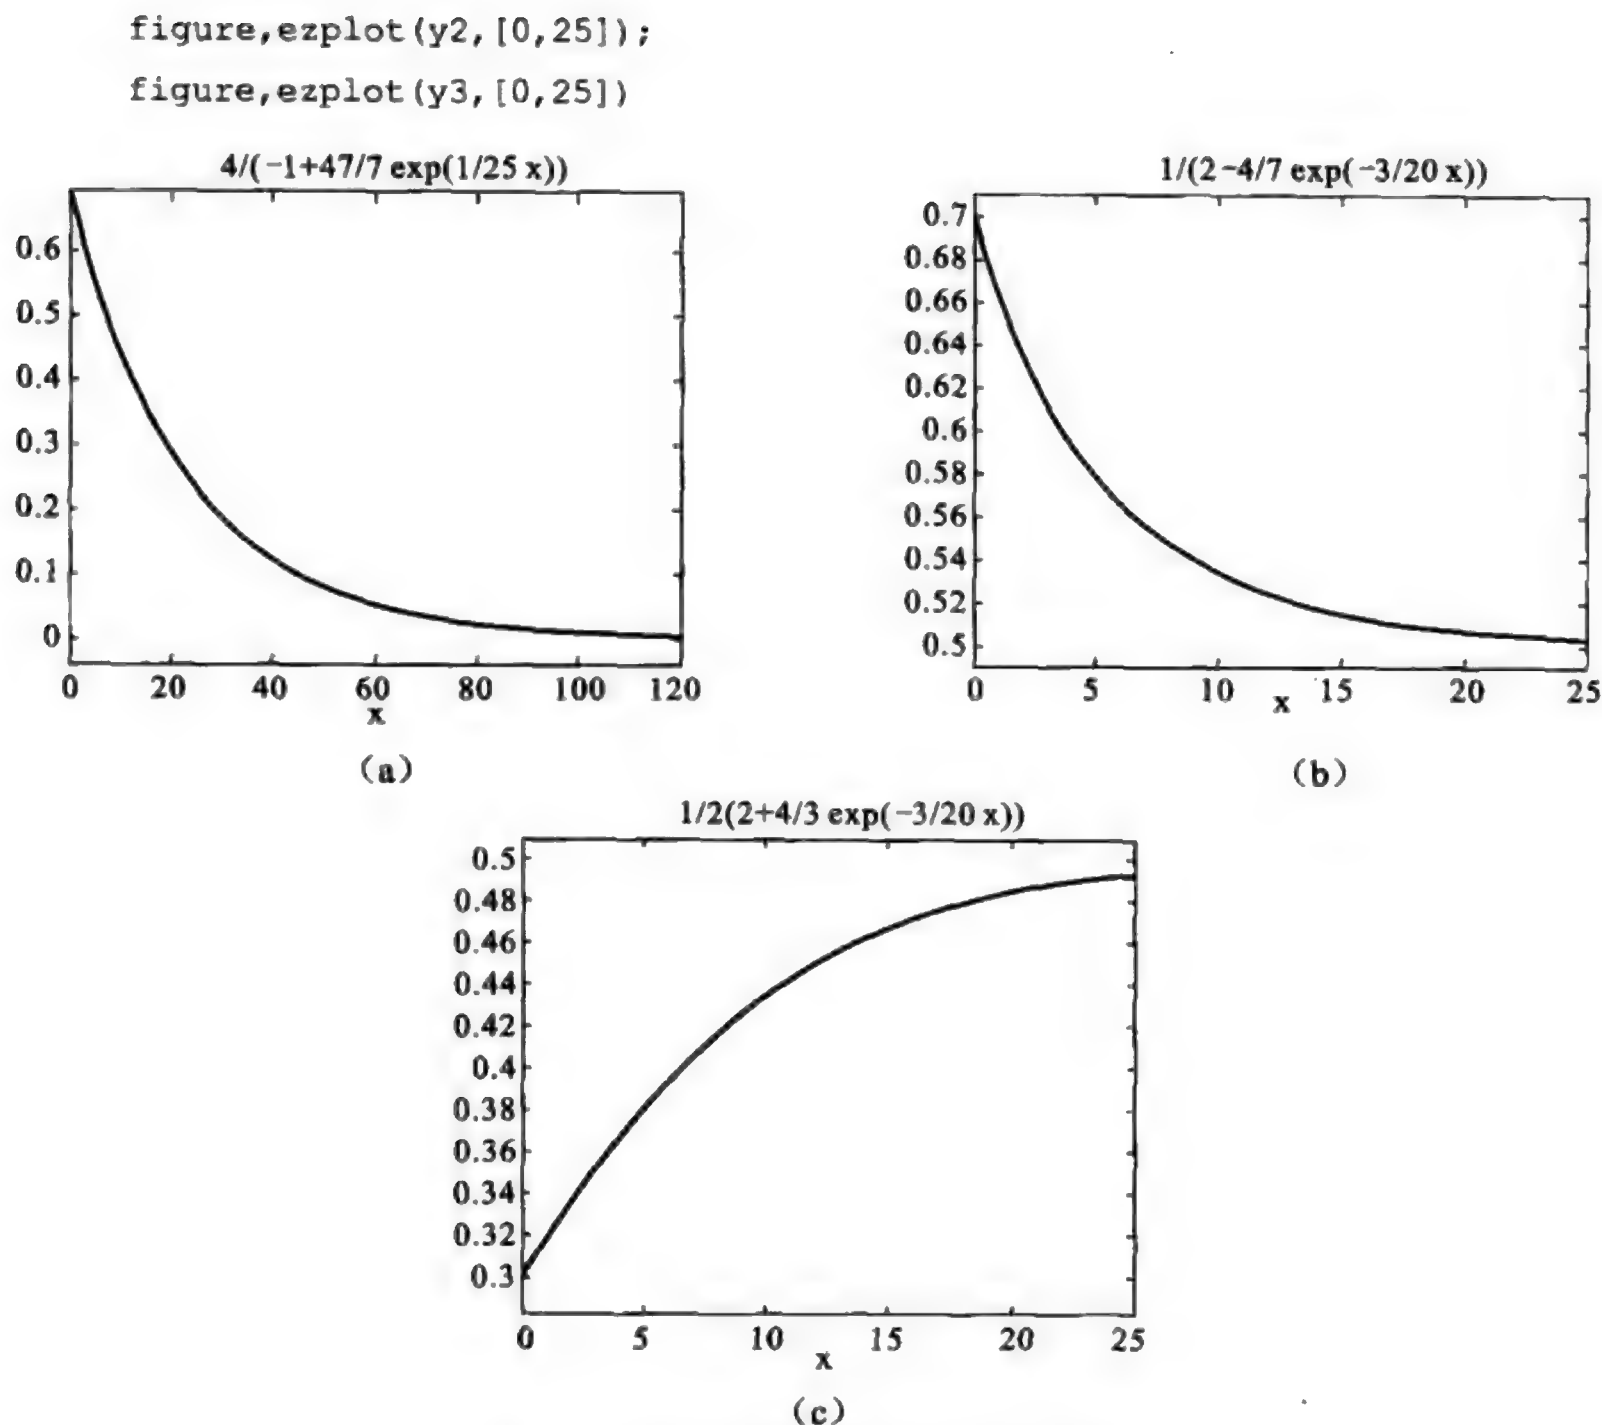 figure,ezplot(y2,[0,25]);
figure,ezplot(y3,[0,25])
4/(−1+47/7 exp(1/25 x))
0.6
0.5
0.4
0.3
0.2
0.1
0
0 20 40 60 80 100 120
x
(a)
1/(2−4/7 exp(−3/20 x))
0.7
0.68
0.66
0.64
0.62
0.6
0.58
0.56
0.54
0.52
0.5
0 5 10 15 20 25
x
(b)
1/2(2+4/3 exp(−3/20 x))
0.5
0.48
0.46
0.44
0.42
0.4
0.38
0.36
0.34
0.32
0.3
0 5 10 15 20 25
x
(c)